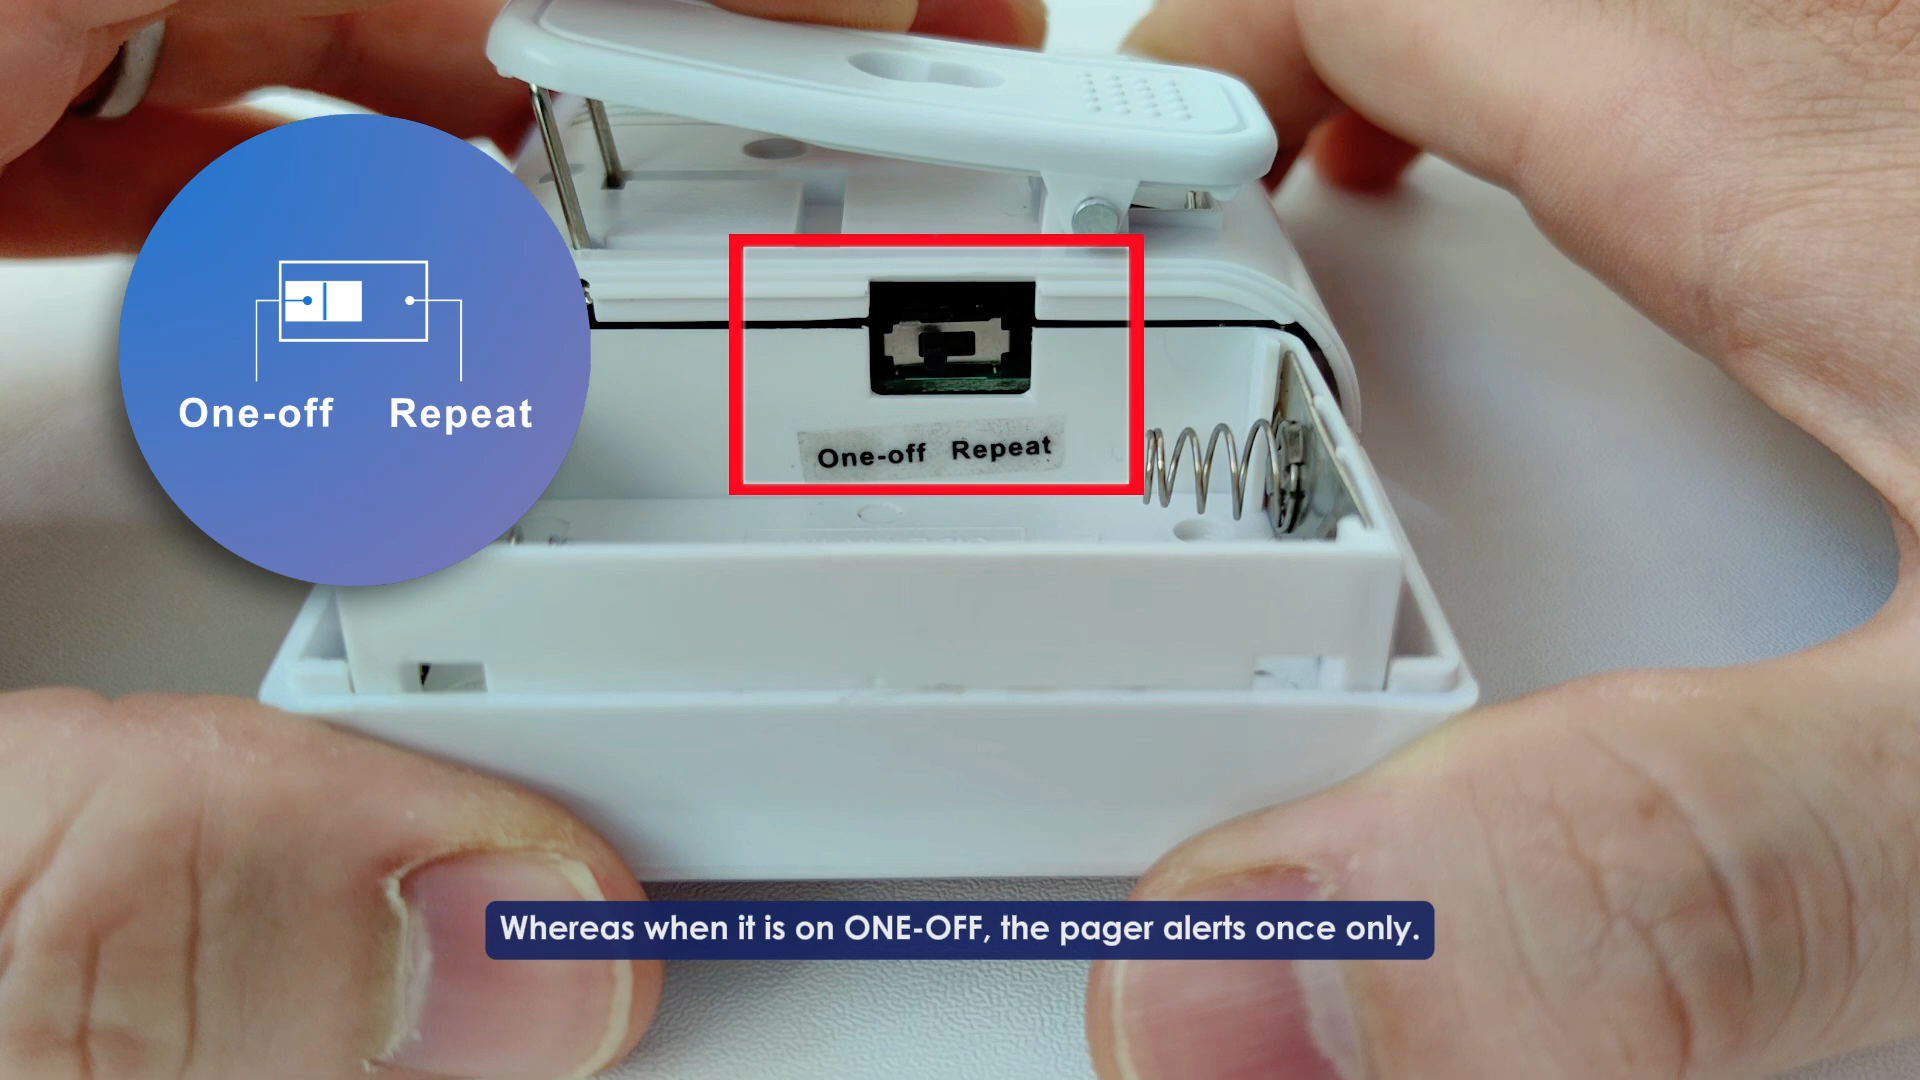 One-off Repeat
One-off Repeat
Whereas when it is on ONE-OFF, the pager alerts once only.